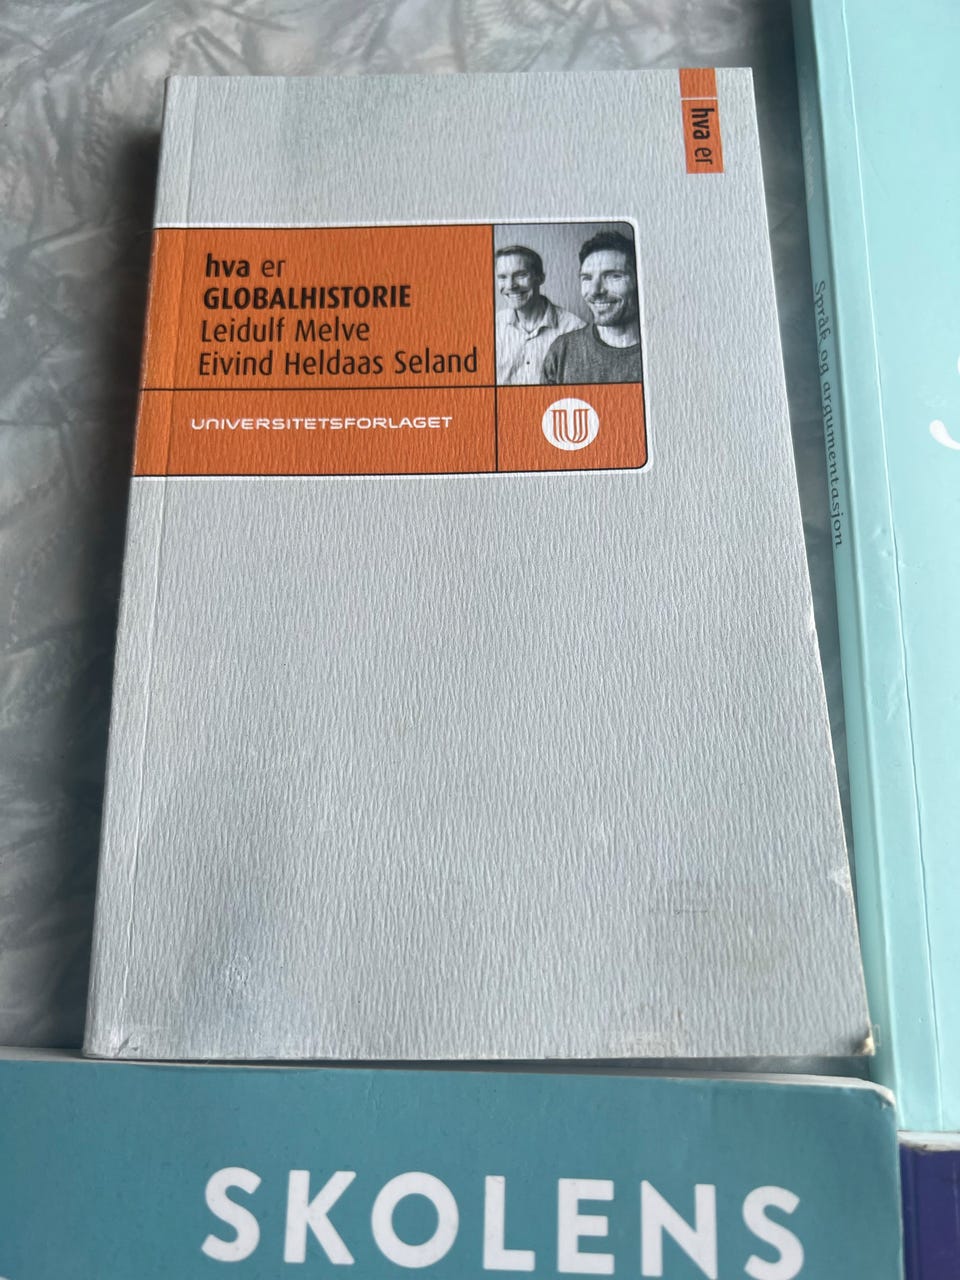 hva er
hva er
GLOBALHISTORIE
Leidulf Melve
Eivind Heldaas Seland
UNIVERSITETSFORLAGET
Språk og argumentasjon
SKOLENS